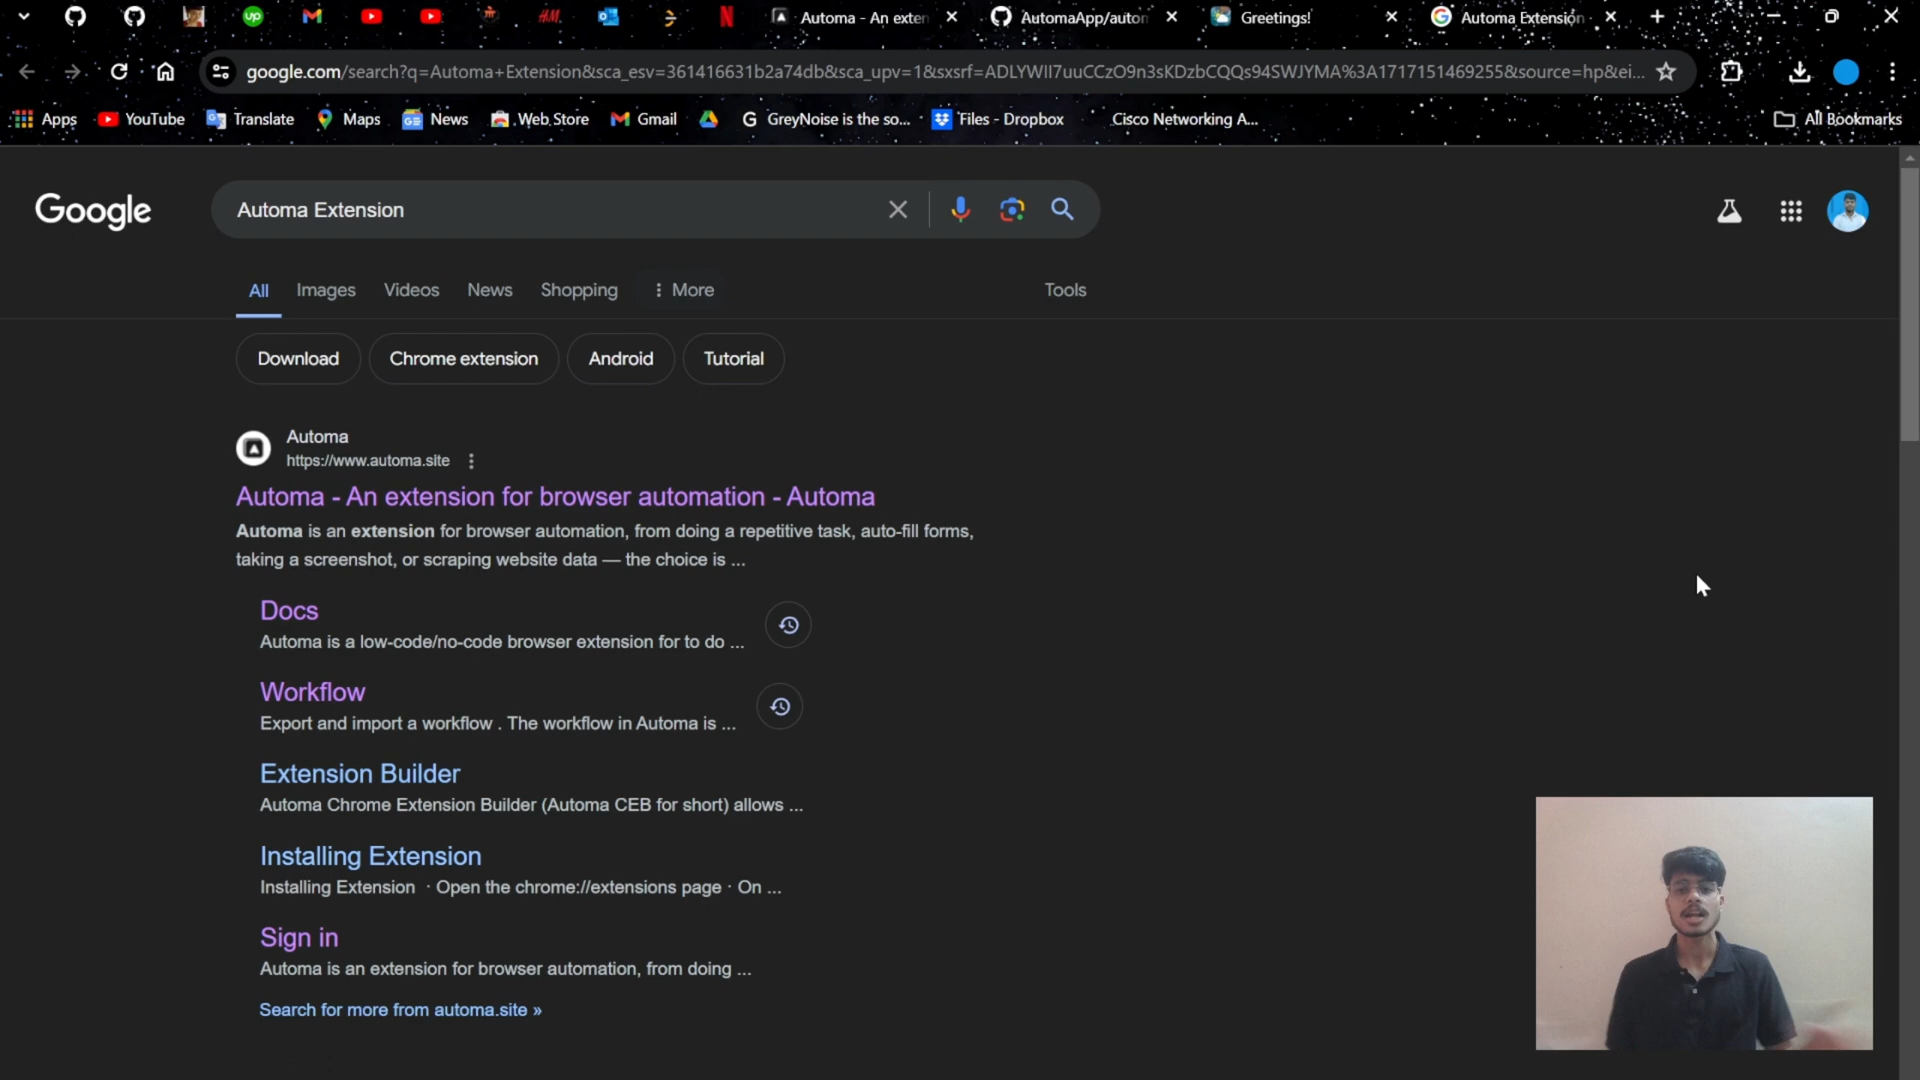 up
H&M
N
Automa - An exten
AutomaApp/autom
Greetings!
Automa Extension
google.com/search?q=Automa+Extension&sca_esv=361416631b2a74db&sca_upv=1&sxsrf=ADLYWII7uuCCzO9n3sKDzbCQQs94SWJYMA%3A1717151469255&source=hp&ei...
Apps
YouTube
Translate
Maps
News
Web Store
Gmail
G GreyNoise is the so...
Files - Dropbox
Cisco Networking A...
All Bookmarks
Google
Automa Extension
All
Images
Videos
News
Shopping
More
Tools
Download
Chrome extension
Android
Tutorial
Automa
https://www.automa.site
Automa - An extension for browser automation - Automa
Automa is an extension for browser automation, from doing a repetitive task, auto-fill forms,
taking a screenshot, or scraping website data — the choice is ...
Docs
Automa is a low-code/no-code browser extension for to do ...
Workflow
Export and import a workflow . The workflow in Automa is ...
Extension Builder
Automa Chrome Extension Builder (Automa CEB for short) allows ...
Installing Extension
Installing Extension · Open the chrome://extensions page · On ...
Sign in
Automa is an extension for browser automation, from doing ...
Search for more from automa.site »